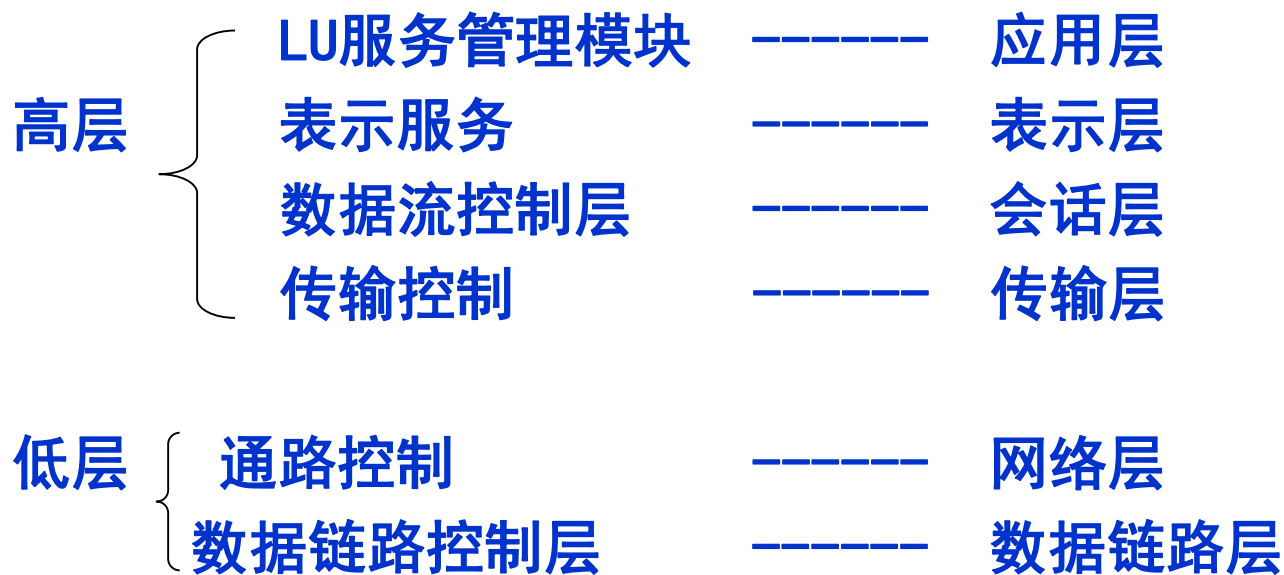 LU服务管理模块 ------ 应用层
高层 表示服务 ------ 表示层
数据流控制层 ------ 会话层
传输控制 ------ 传输层
低层 通路控制 ------ 网络层
数据链路控制层 ------ 数据链路层